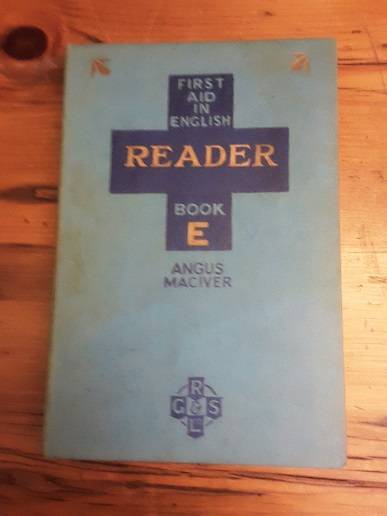 FIRST
AID
IN
ENGLISH
READER
BOOK
E
ANGUS
MACIVER
R
G & S
L